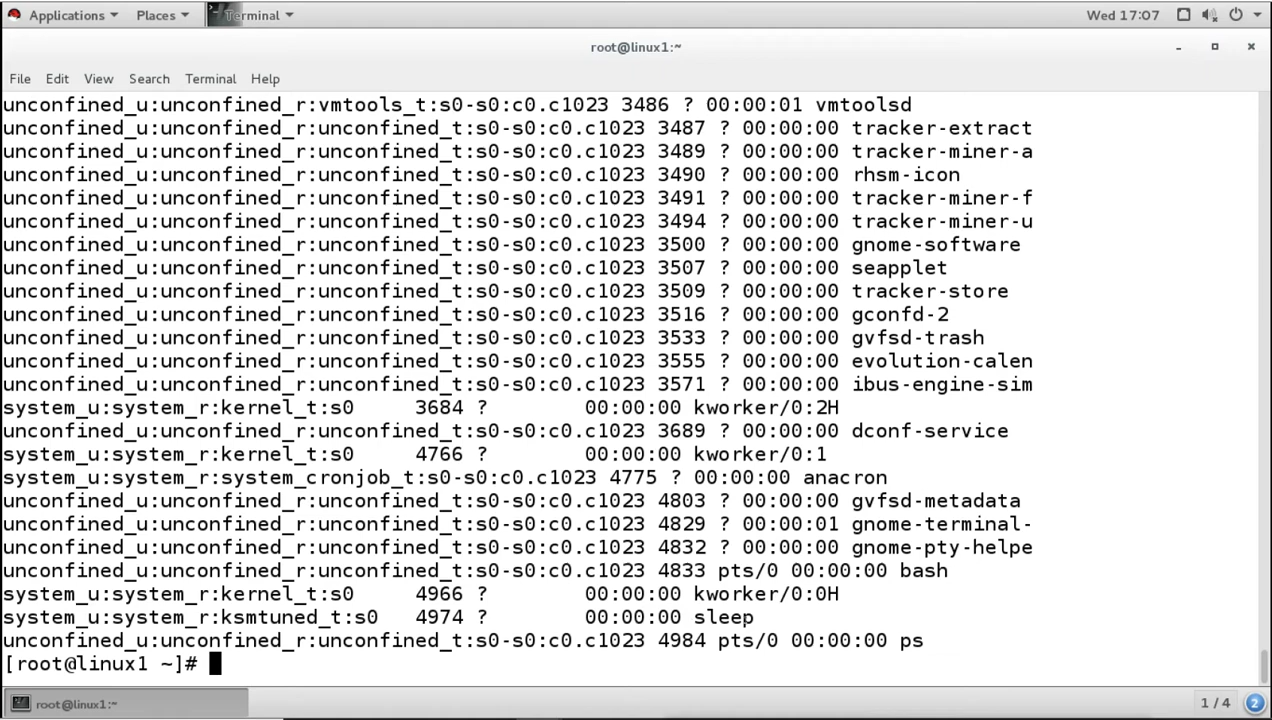 Applications Places Terminal Wed 17:07
root@linux1:~
File Edit View Search Terminal Help
unconfined_u:unconfined_r:vmtools_t:s0-s0:c0.c1023 3486 ? 00:00:01 vmtoolsd
unconfined_u:unconfined_r:unconfined_t:s0-s0:c0.c1023 3487 ? 00:00:00 tracker-extract
unconfined_u:unconfined_r:unconfined_t:s0-s0:c0.c1023 3489 ? 00:00:00 tracker-miner-a
unconfined_u:unconfined_r:unconfined_t:s0-s0:c0.c1023 3490 ? 00:00:00 rhsm-icon
unconfined_u:unconfined_r:unconfined_t:s0-s0:c0.c1023 3491 ? 00:00:00 tracker-miner-f
unconfined_u:unconfined_r:unconfined_t:s0-s0:c0.c1023 3494 ? 00:00:00 tracker-miner-u
unconfined_u:unconfined_r:unconfined_t:s0-s0:c0.c1023 3500 ? 00:00:00 gnome-software
unconfined_u:unconfined_r:unconfined_t:s0-s0:c0.c1023 3507 ? 00:00:00 seapplet
unconfined_u:unconfined_r:unconfined_t:s0-s0:c0.c1023 3509 ? 00:00:00 tracker-store
unconfined_u:unconfined_r:unconfined_t:s0-s0:c0.c1023 3516 ? 00:00:00 gconfd-2
unconfined_u:unconfined_r:unconfined_t:s0-s0:c0.c1023 3533 ? 00:00:00 gvfsd-trash
unconfined_u:unconfined_r:unconfined_t:s0-s0:c0.c1023 3555 ? 00:00:00 evolution-calen
unconfined_u:unconfined_r:unconfined_t:s0-s0:c0.c1023 3571 ? 00:00:00 ibus-engine-sim
system_u:system_r:kernel_t:s0 3684 ? 00:00:00 kworker/0:2H
unconfined_u:unconfined_r:unconfined_t:s0-s0:c0.c1023 3689 ? 00:00:00 dconf-service
system_u:system_r:kernel_t:s0 4766 ? 00:00:00 kworker/0:1
system_u:system_r:system_cronjob_t:s0-s0:c0.c1023 4775 ? 00:00:00 anacron
unconfined_u:unconfined_r:unconfined_t:s0-s0:c0.c1023 4803 ? 00:00:00 gvfsd-metadata
unconfined_u:unconfined_r:unconfined_t:s0-s0:c0.c1023 4829 ? 00:00:01 gnome-terminal-
unconfined_u:unconfined_r:unconfined_t:s0-s0:c0.c1023 4832 ? 00:00:00 gnome-pty-helpe
unconfined_u:unconfined_r:unconfined_t:s0-s0:c0.c1023 4833 pts/0 00:00:00 bash
system_u:system_r:kernel_t:s0 4966 ? 00:00:00 kworker/0:0H
system_u:system_r:ksmtuned_t:s0 4974 ? 00:00:00 sleep
unconfined_u:unconfined_r:unconfined_t:s0-s0:c0.c1023 4984 pts/0 00:00:00 ps
[root@linux1 ~]#
root@linux1:~ 1 / 4 2